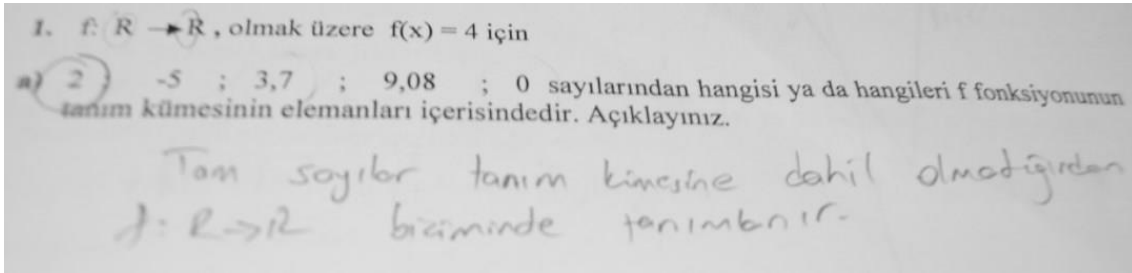 1. f: R → R , olmak üzere f(x) = 4 için
a) 2 ; -5 ; 3,7 ; 9,08 ; 0 sayılarından hangisi ya da hangileri f fonksiyonunun
tanım kümesinin elemanları içerisindedir. Açıklayınız.
Tam sayılar tanım kimesine dahil olmadığından
f: R→R biçiminde tanımlanır.